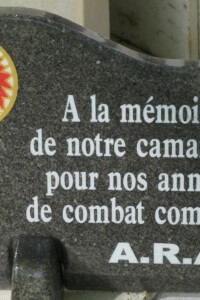 A la mémoi
de notre cama
pour nos ann
de combat com
A.R.A